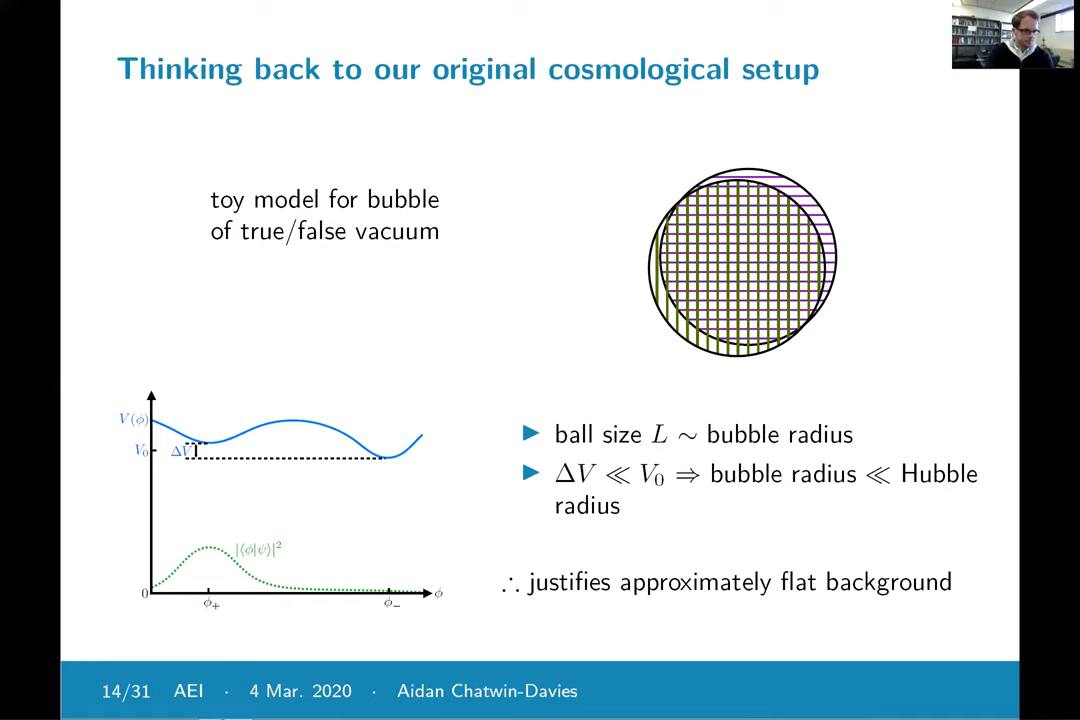 Thinking back to our original cosmological setup
toy model for bubble
of true/false vacuum
V(ϕ)
V₀
ΔV
|⟨ϕ|ψ⟩|²
0
ϕ₊
ϕ₋
ϕ
▶ ball size L ∼ bubble radius
▶ ΔV ≪ V₀ ⇒ bubble radius ≪ Hubble
radius
∴ justifies approximately flat background
14/31 AEI · 4 Mar. 2020 · Aidan Chatwin-Davies